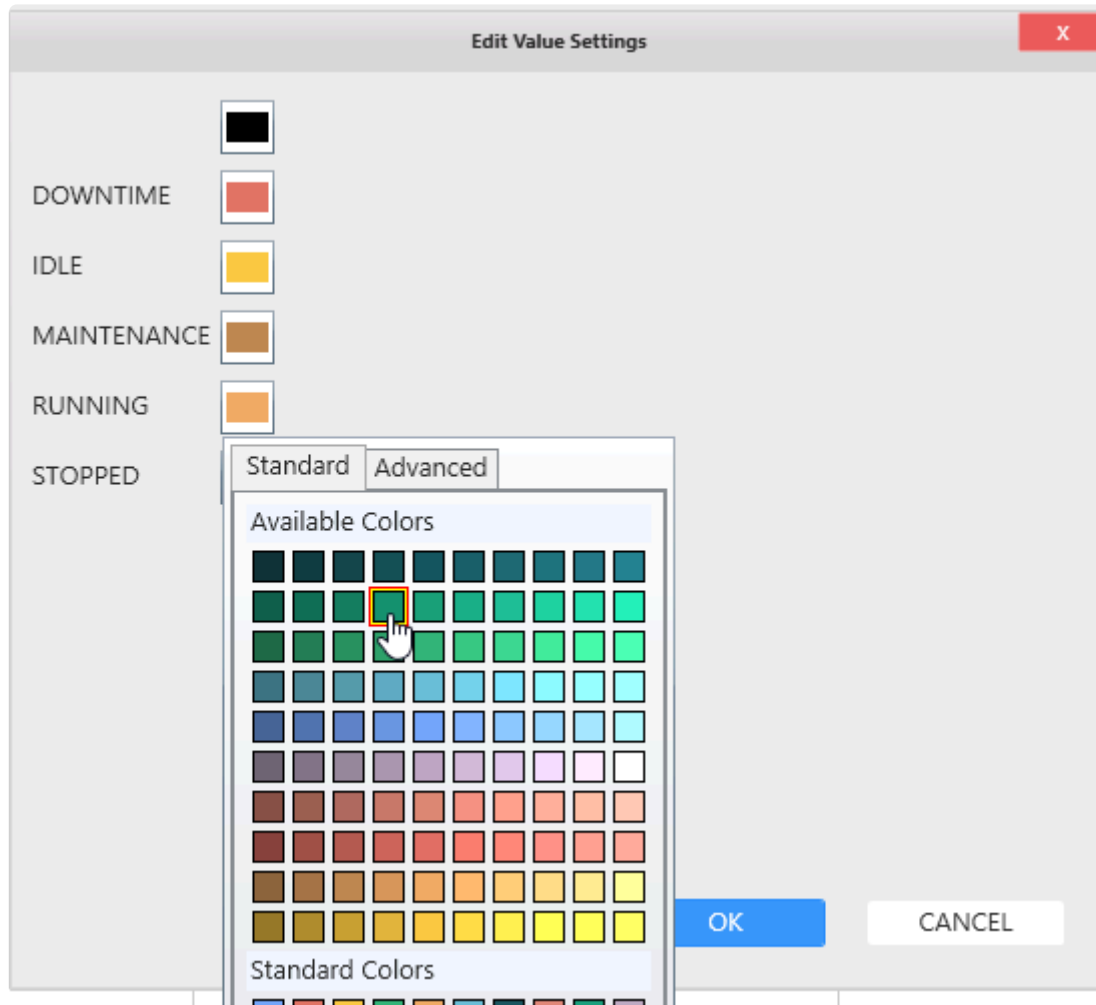 Edit Value Settings
X
DOWNTIME
IDLE
MAINTENANCE
RUNNING
STOPPED
Standard
Advanced
Available Colors
OK
CANCEL
Standard Colors